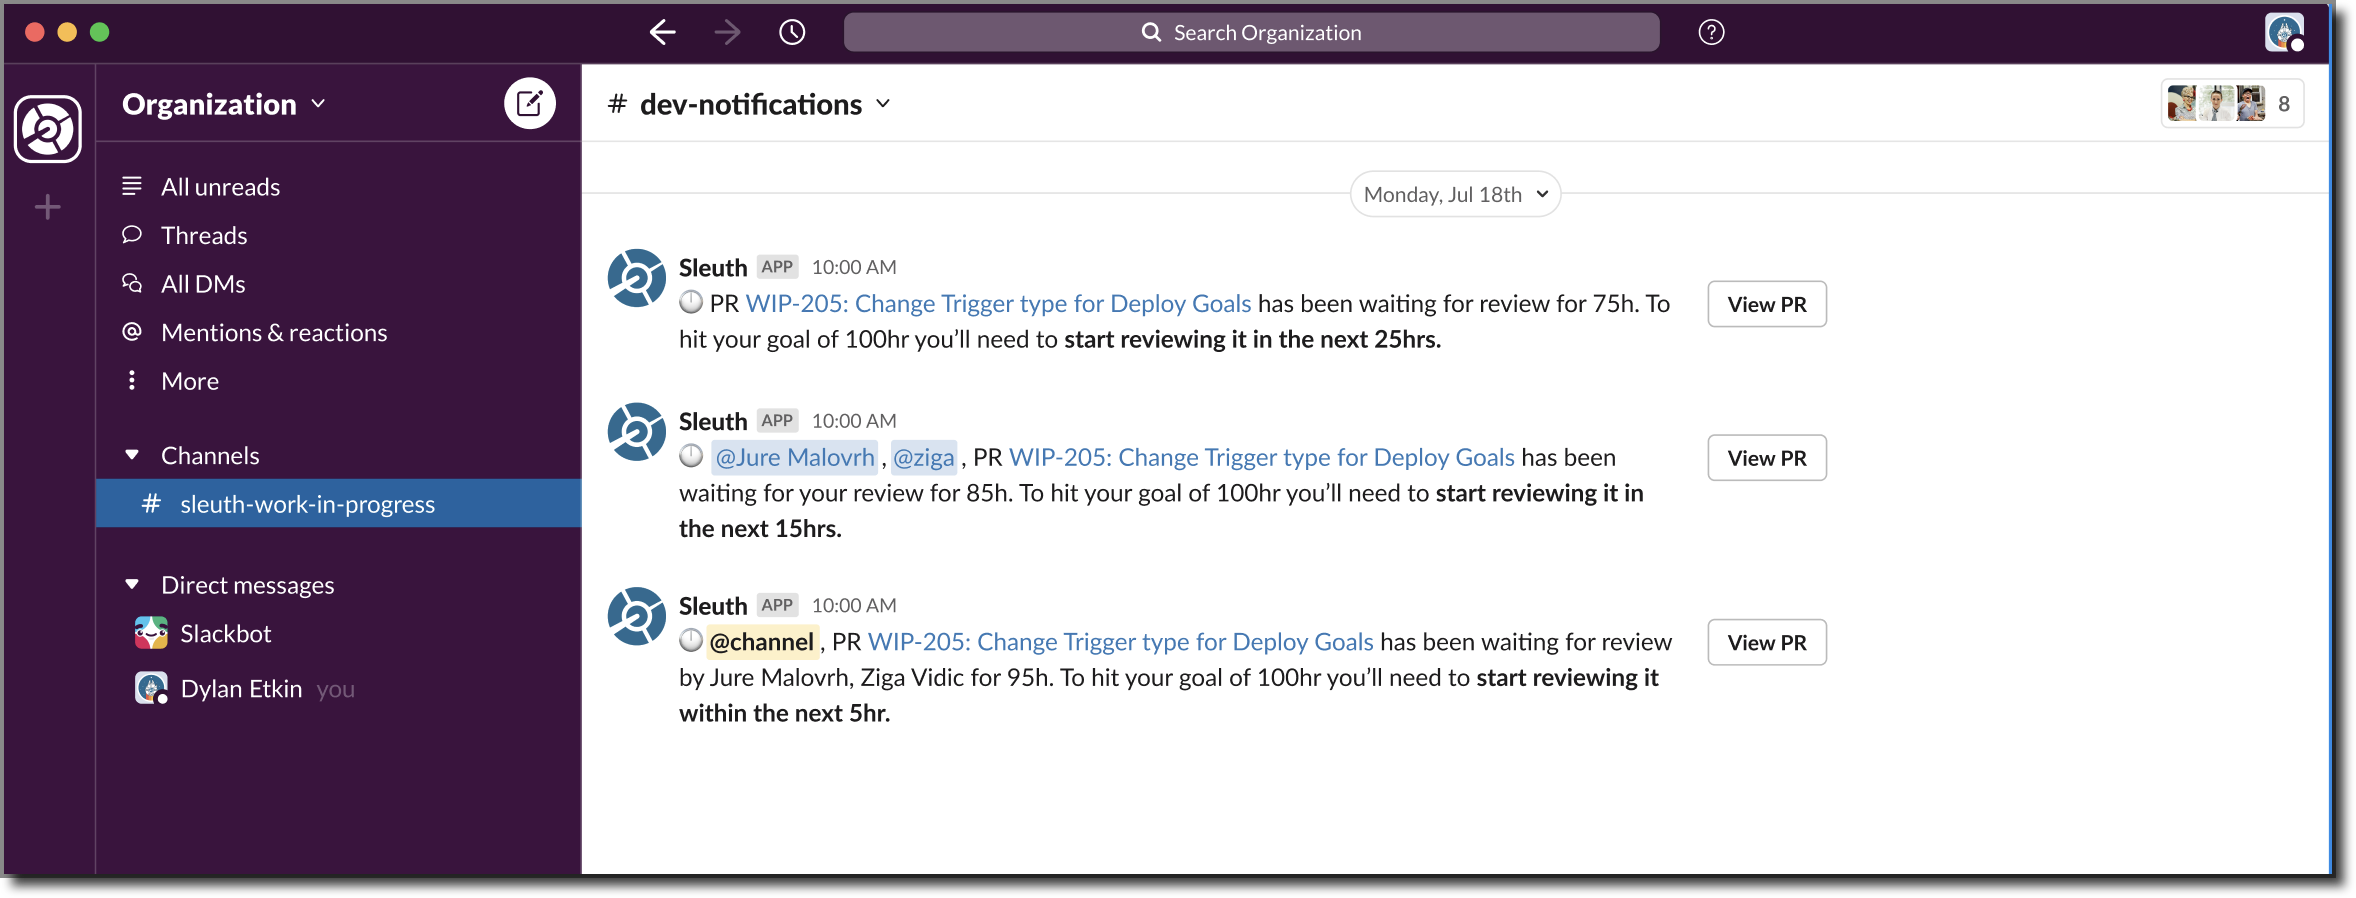 Search Organization
Organization
# dev-notifications
8
All unreads
Threads
All DMs
Mentions & reactions
More
Channels
# sleuth-work-in-progress
Direct messages
Slackbot
Dylan Etkin you
Monday, Jul 18th
Sleuth APP 10:00 AM
PR WIP-205: Change Trigger type for Deploy Goals has been waiting for review for 75h. To
hit your goal of 100hr you’ll need to start reviewing it in the next 25hrs.
View PR
Sleuth APP 10:00 AM
@Jure Malovrh , @ziga , PR WIP-205: Change Trigger type for Deploy Goals has been
waiting for your review for 85h. To hit your goal of 100hr you’ll need to start reviewing it in
the next 15hrs.
View PR
Sleuth APP 10:00 AM
@channel , PR WIP-205: Change Trigger type for Deploy Goals has been waiting for review
by Jure Malovrh, Ziga Vidic for 95h. To hit your goal of 100hr you’ll need to start reviewing it
within the next 5hr.
View PR